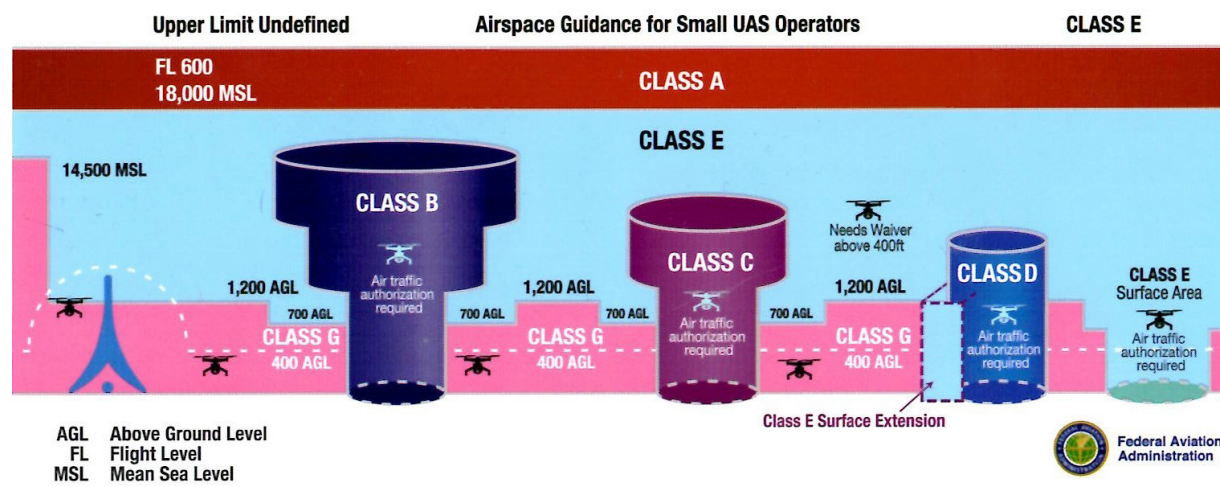 Upper Limit Undefined
Airspace Guidance for Small UAS Operators
CLASS E
FL 600
18,000 MSL
CLASS A
CLASS E
14,500 MSL
CLASS B
Air traffic
authorization
required
CLASS C
Air traffic
authorization
required
Needs Waiver
above 400ft
CLASS D
Air traffic
authorization
required
CLASS E
Surface Area
Air traffic
authorization
required
1,200 AGL
700 AGL
CLASS G
400 AGL
700 AGL
1,200 AGL
CLASS G
400 AGL
700 AGL
700 AGL
1,200 AGL
CLASS G
400 AGL
Class E Surface Extension
AGL Above Ground Level
FL Flight Level
MSL Mean Sea Level
Federal Aviation
Administration